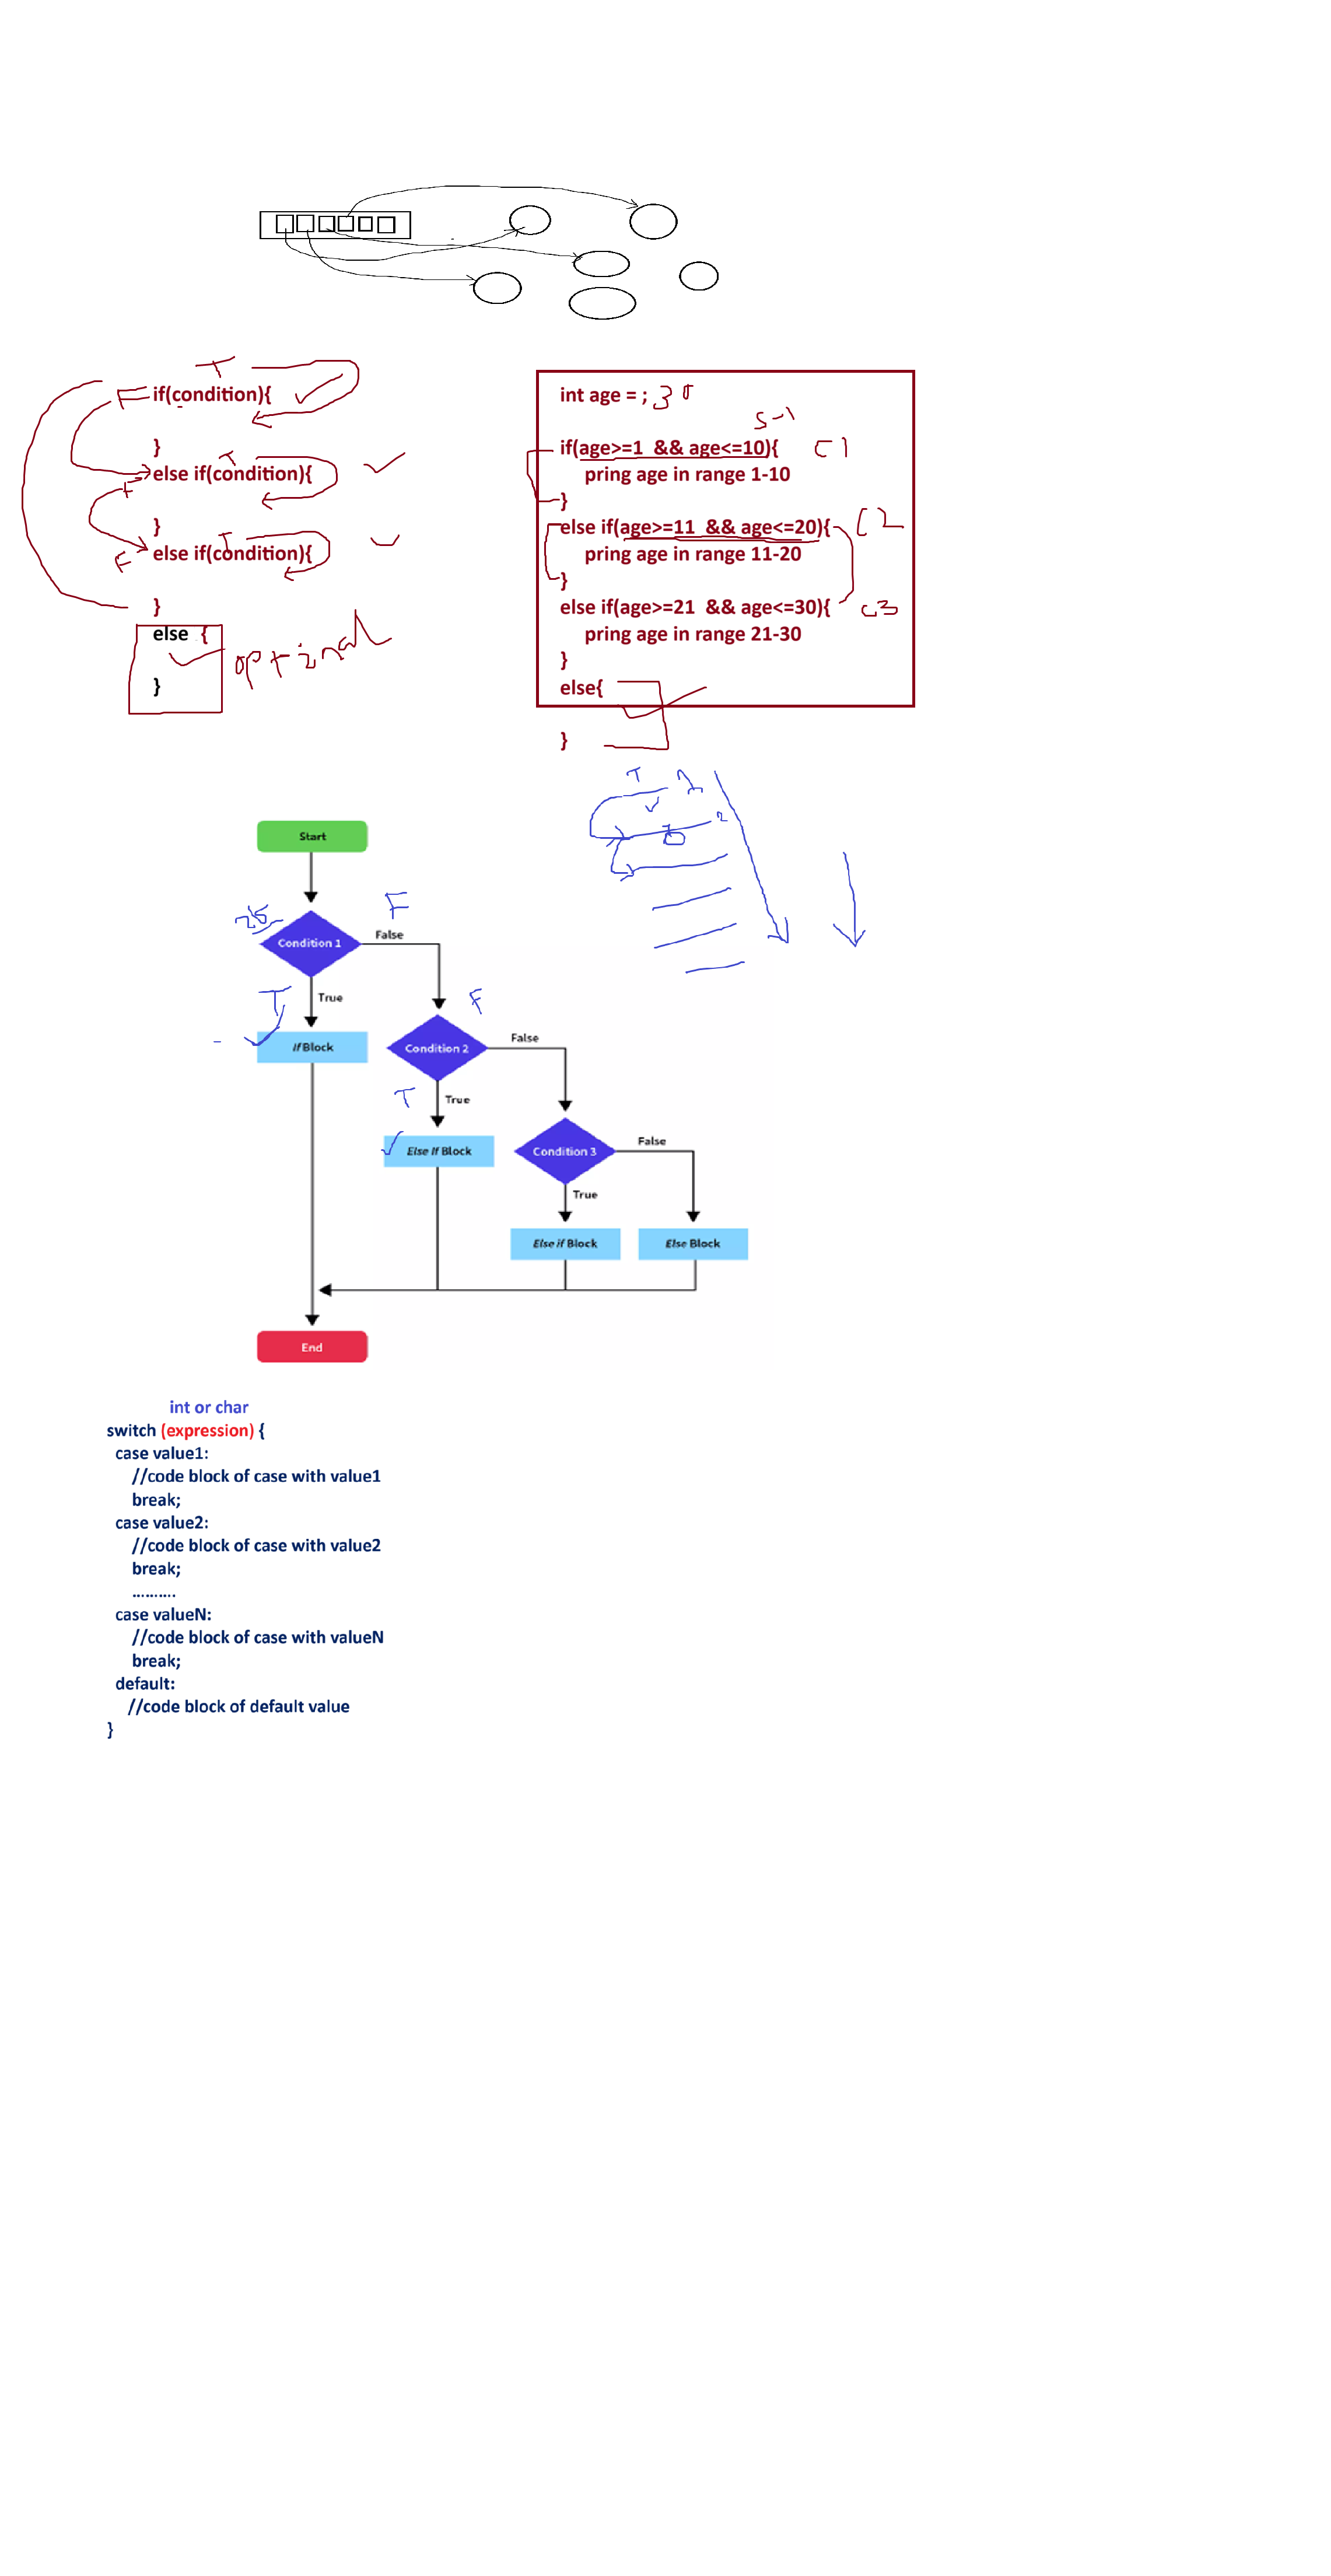 T
F if(condition){
}
T
else if(condition){
F
}
T
else if(condition){
F
}
else {
optional
}
int age = ; 30
5-1
if(age>=1 && age<=10){ C1
pring age in range 1-10
}
else if(age>=11 && age<=20){ C2
pring age in range 11-20
}
else if(age>=21 && age<=30){ C3
pring age in range 21-30
}
else{
}
T
2
Start
25
F
Condition 1
False
T
True
F
If Block
Condition 2
False
T
True
Else If Block
Condition 3
False
True
Else if Block
Else Block
End
int or char
switch (expression) {
case value1:
//code block of case with value1
break;
case value2:
//code block of case with value2
break;
..........
case valueN:
//code block of case with valueN
break;
default:
//code block of default value
}